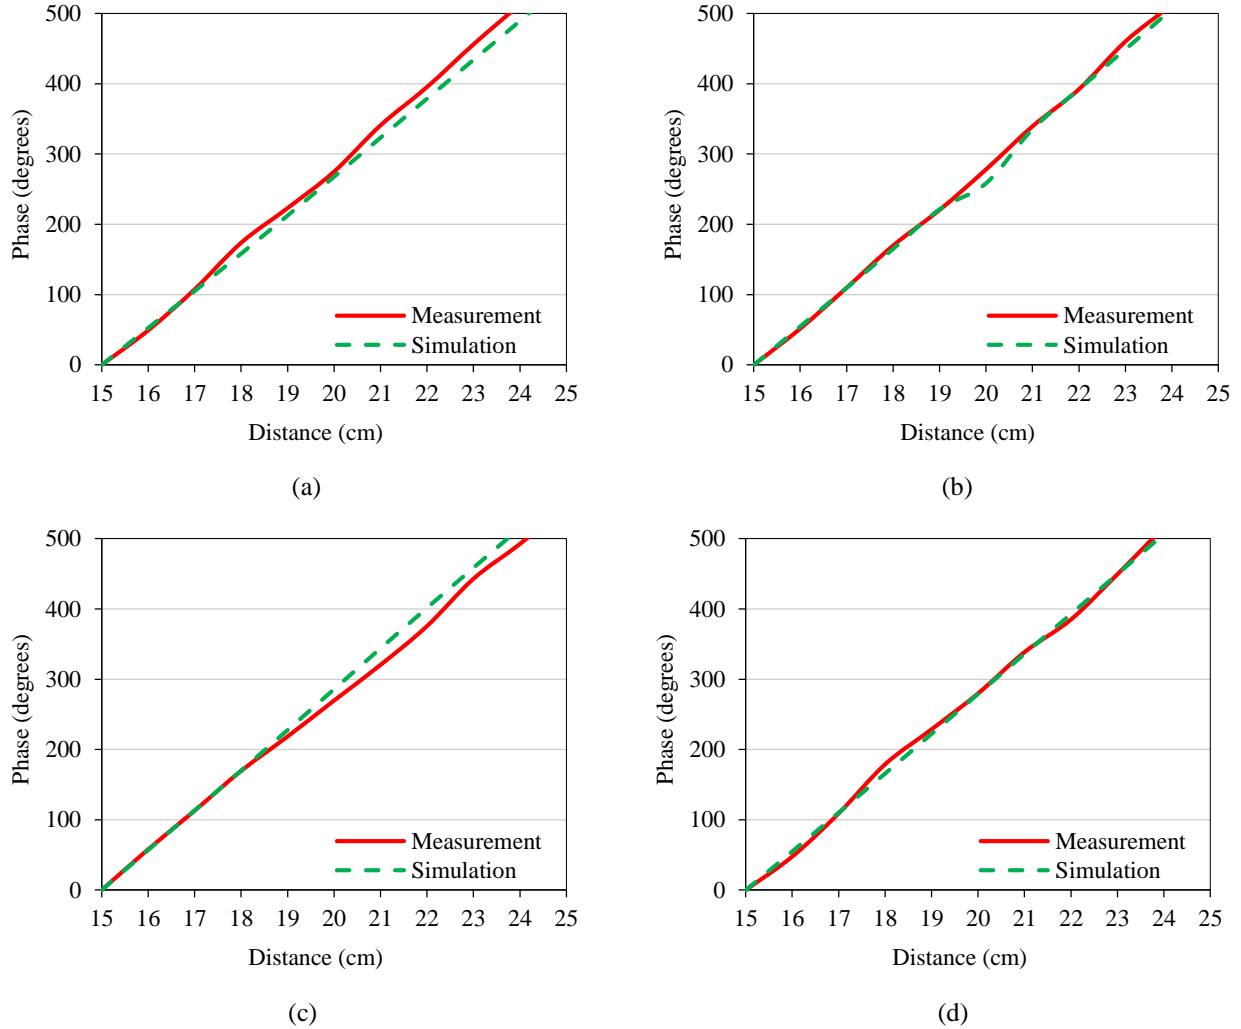 500
400
300
200
100
0
Phase (degrees)
Measurement
Simulation
15 16 17 18 19 20 21 22 23 24 25
Distance (cm)
(a)
500
400
300
200
100
0
Phase (degrees)
Measurement
Simulation
15 16 17 18 19 20 21 22 23 24 25
Distance (cm)
(b)
500
400
300
200
100
0
Phase (degrees)
Measurement
Simulation
15 16 17 18 19 20 21 22 23 24 25
Distance (cm)
(c)
500
400
300
200
100
0
Phase (degrees)
Measurement
Simulation
15 16 17 18 19 20 21 22 23 24 25
Distance (cm)
(d)